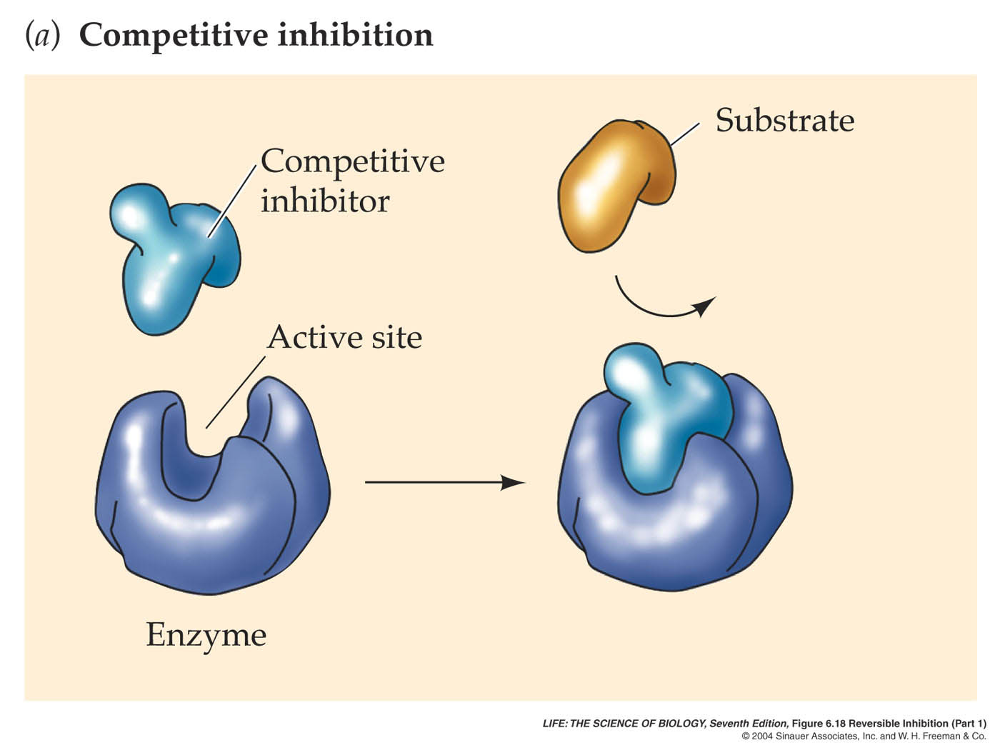 (a) Competitive inhibition
Substrate
Competitive
inhibitor
Active site
Enzyme
LIFE: THE SCIENCE OF BIOLOGY, Seventh Edition, Figure 6.18 Reversible Inhibition (Part 1)
© 2004 Sinauer Associates, Inc. and W. H. Freeman & Co.